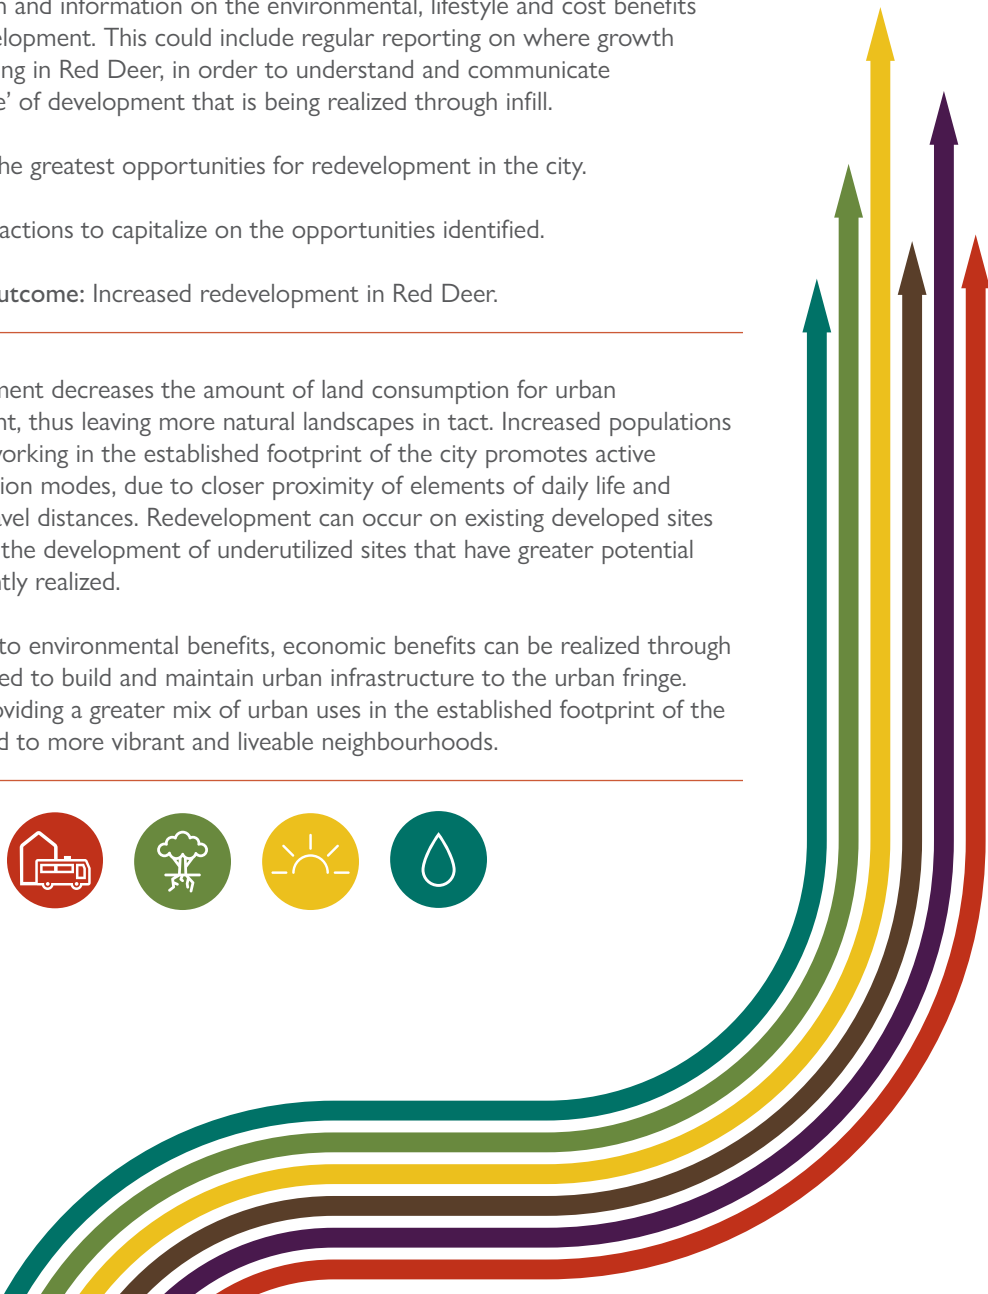 and information on the environmental, lifestyle and cost benefits
elopment. This could include regular reporting on where growth
ng in Red Deer, in order to understand and communicate
e’ of development that is being realized through infill.
he greatest opportunities for redevelopment in the city.
actions to capitalize on the opportunities identified.
utcome: Increased redevelopment in Red Deer.
ment decreases the amount of land consumption for urban
nt, thus leaving more natural landscapes in tact. Increased populations
vorking in the established footprint of the city promotes active
ion modes, due to closer proximity of elements of daily life and
avel distances. Redevelopment can occur on existing developed sites
the development of underutilized sites that have greater potential
ntly realized.
to environmental benefits, economic benefits can be realized through
ed to build and maintain urban infrastructure to the urban fringe.
oviding a greater mix of urban uses in the established footprint of the
d to more vibrant and liveable neighbourhoods.